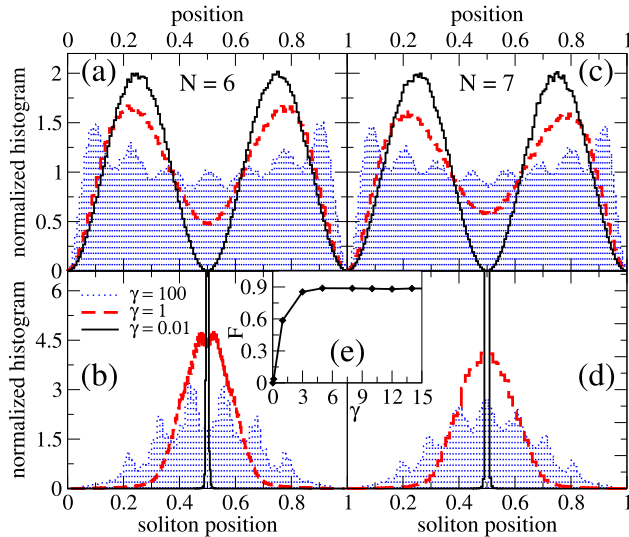 position position
0 0.2 0.4 0.6 0.8 1 0 0.2 0.4 0.6 0.8 1
normalized histogram
2
1.5
1
0.5
0
(a) N = 6 N = 7 (c)
normalized histogram
6
4.5
3
1.5
0
γ = 100
γ = 1
γ = 0.01
(b) (d)
F
0.9
0.6
0.3
0
(e)
0 3 6 9 12 15
γ
0 0.2 0.4 0.6 0.8 1 0 0.2 0.4 0.6 0.8 1
soliton position soliton position